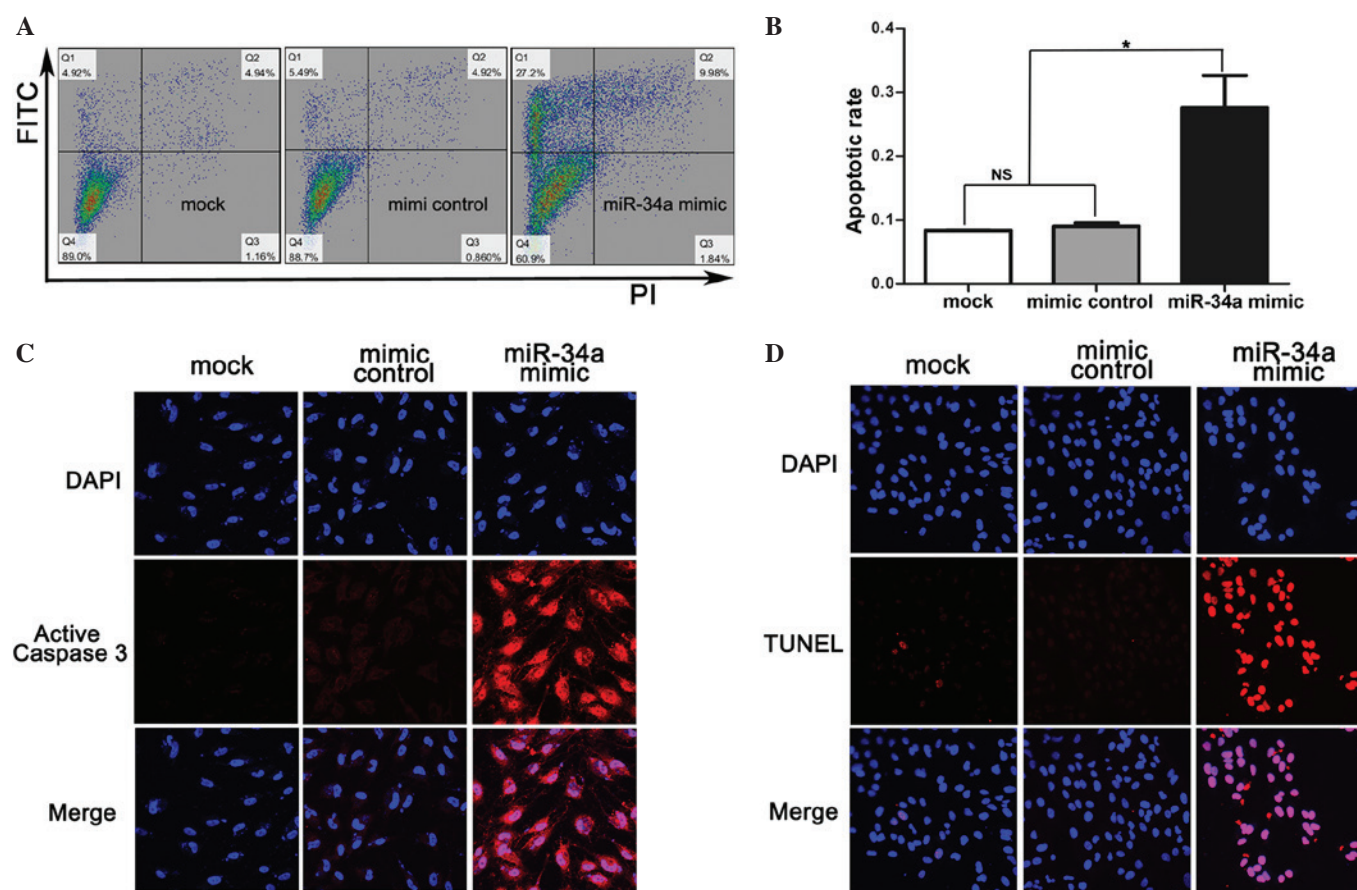 A
FITC
Q1
4.92%
Q2
4.94%
mock
Q4
89.0%
Q3
1.16%
Q1
5.49%
Q2
4.92%
mimi control
Q4
88.7%
Q3
0.860%
Q1
27.2%
Q2
9.98%
miR-34a mimic
Q4
60.9%
Q3
1.84%
PI
B
Apoptotic rate
0.4
0.3
0.2
0.1
0.0
*
NS
mock
mimic control
miR-34a mimic
C
mock
mimic
control
miR-34a
mimic
DAPI
Active
Caspase 3
Merge
D
mock
mimic
control
miR-34a
mimic
DAPI
TUNEL
Merge